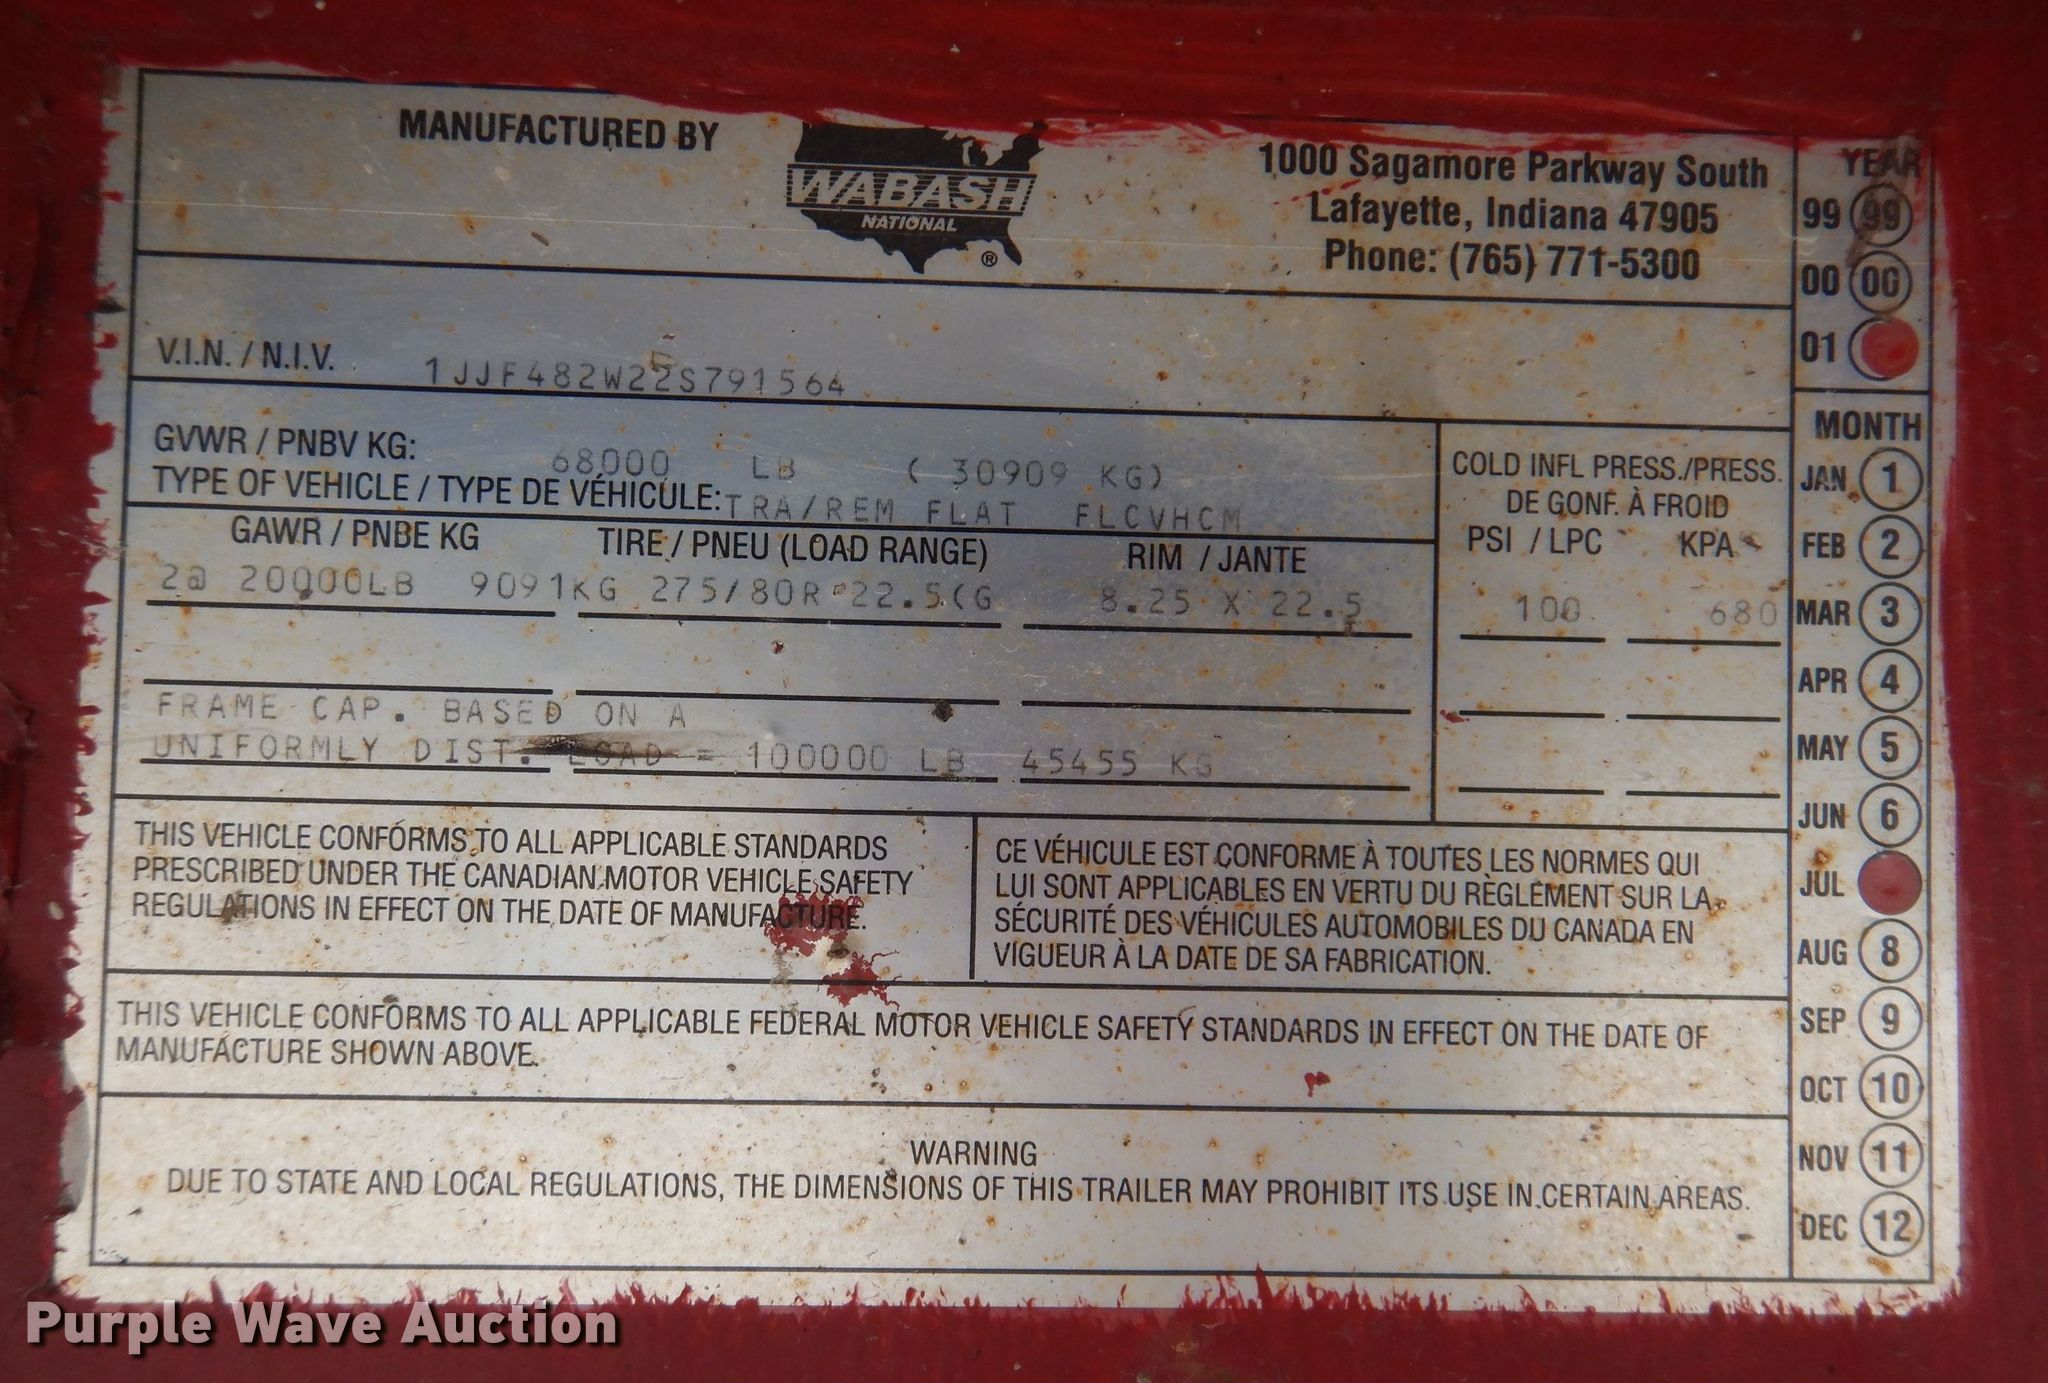 MANUFACTURED BY
WABASH
NATIONAL
®
1000 Sagamore Parkway South
Lafayette, Indiana 47905
Phone: (765) 771-5300
YEAR
99 99
00 00
01
V.I.N. / N.I.V. 1JJF482W22S791564
GVWR / PNBV KG: 68000 LB ( 30909 KG)
TYPE OF VEHICLE / TYPE DE VÉHICULE: TRA/REM FLAT FLCVHCM
GAWR / PNBE KG TIRE / PNEU (LOAD RANGE) RIM / JANTE
2@ 20000LB 9091KG 275/80R 22.5(G 8.25 X 22.5
FRAME CAP. BASED ON A
UNIFORMLY DIST. LOAD = 100000 LB 45455 KG
COLD INFL PRESS./PRESS.
DE GONF. À FROID
PSI / LPC KPA
100 680
MONTH
JAN 1
FEB 2
MAR 3
APR 4
MAY 5
JUN 6
JUL
AUG 8
SEP 9
OCT 10
NOV 11
DEC 12
THIS VEHICLE CONFORMS TO ALL APPLICABLE STANDARDS
PRESCRIBED UNDER THE CANADIAN MOTOR VEHICLE SAFETY
REGULATIONS IN EFFECT ON THE DATE OF MANUFACTURE.
CE VÉHICULE EST CONFORME À TOUTES LES NORMES QUI
LUI SONT APPLICABLES EN VERTU DU RÈGLEMENT SUR LA
SÉCURITÉ DES VÉHICULES AUTOMOBILES DU CANADA EN
VIGUEUR À LA DATE DE SA FABRICATION.
THIS VEHICLE CONFORMS TO ALL APPLICABLE FEDERAL MOTOR VEHICLE SAFETY STANDARDS IN EFFECT ON THE DATE OF
MANUFACTURE SHOWN ABOVE.
WARNING
DUE TO STATE AND LOCAL REGULATIONS, THE DIMENSIONS OF THIS TRAILER MAY PROHIBIT ITS USE IN CERTAIN AREAS.
Purple Wave Auction